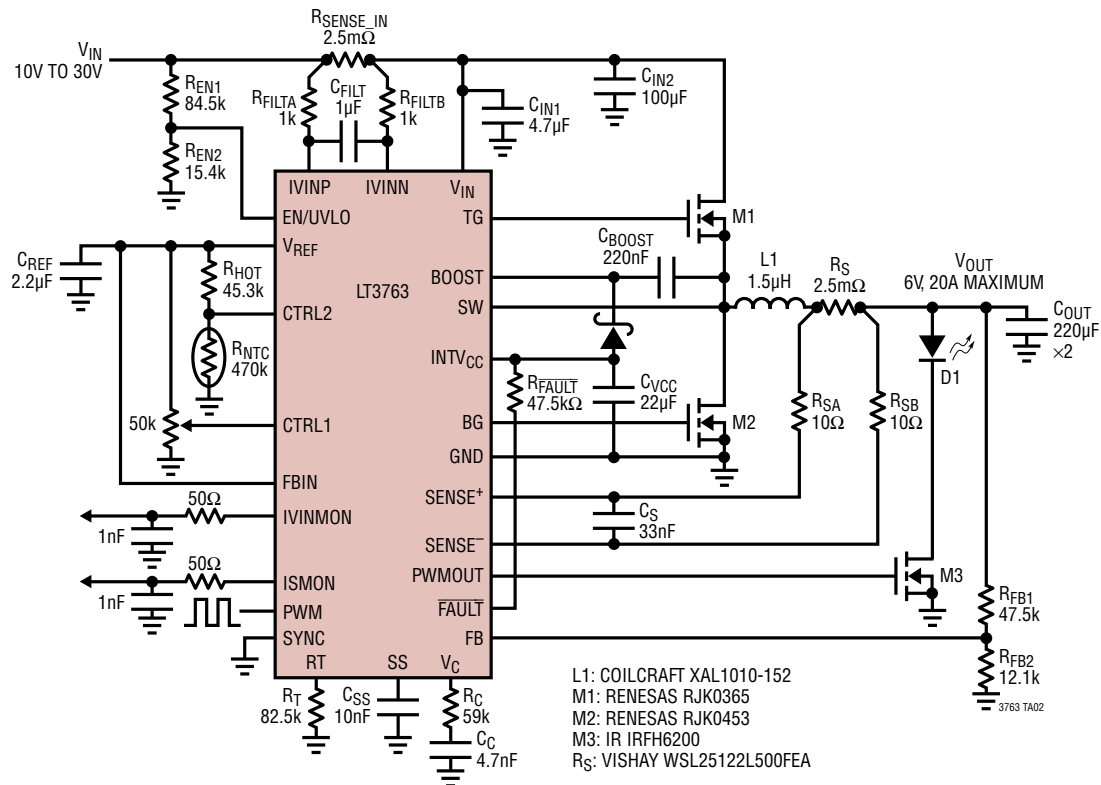 RSENSE_IN
2.5mΩ
VIN
10V TO 30V
REN1
84.5k
RFILTA
1k
CFILT
1µF
RFILTB
1k
CIN1
4.7µF
CIN2
100µF
REN2
15.4k
IVINP
IVINN
VIN
EN/UVLO
TG
M1
CREF
2.2µF
VREF
RHOT
45.3k
LT3763
BOOST
CBOOST
220nF
L1
1.5µH
RS
2.5mΩ
VOUT
6V, 20A MAXIMUM
CTRL2
SW
COUT
220µF
×2
RNTC
470k
INTVCC
D1
RFAULT
47.5kΩ
CVCC
22µF
RSA
10Ω
RSB
10Ω
50k
CTRL1
BG
M2
GND
FBIN
SENSE+
50Ω
IVINMON
CS
33nF
1nF
SENSE–
50Ω
ISMON
PWMOUT
M3
1nF
PWM
FAULT
RFB1
47.5k
SYNC
FB
RT
SS
VC
RFB2
12.1k
RT
82.5k
CSS
10nF
RC
59k
CC
4.7nF
L1: COILCRAFT XAL1010-152
M1: RENESAS RJK0365
M2: RENESAS RJK0453
M3: IR IRFH6200
RS: VISHAY WSL25122L500FEA
3763 TA02